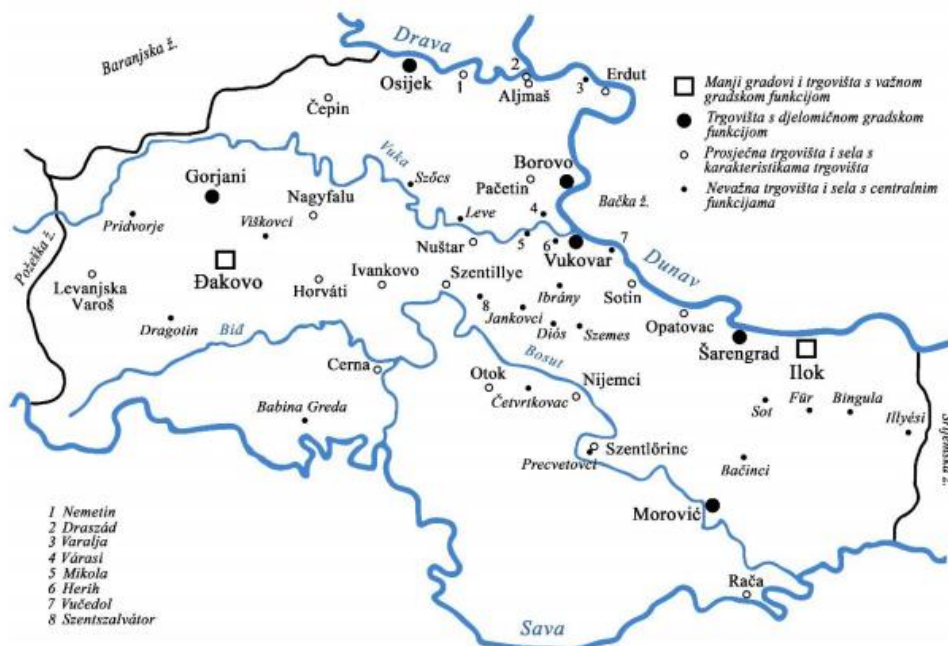 Drava
Baranjska ž.
Osijek
1
2
Aljmaš
3
Erdut
Čepin
Manji gradovi i trgovišta s važnom
gradskom funkcijom
Trgovišta s djelomičnom gradskom
funkcijom
Prosječna trgovišta i sela s
karakteristikama trgovišta
Nevažna trgovišta i sela s centralnim
funkcijama
Vuka
Szőcs
Borovo
Pačetin
Gorjani
Nagyfalu
Viškovci
Pridvorje
Leve
4
Bačka ž.
Nuštar
5
6
Vukovar
7
Dunav
Požeška ž.
Levanjska
Varoš
Đakovo
Horváti
Ivankovo
Szentillye
8
Jankovci
Ibrány
Sotin
Diós
Szemes
Opatovac
Dragotin
Biđ
Bosut
Šarengrad
Ilok
Cerna
Otok
Četvrtkovac
Nijemci
Babina Greda
Sot
Für
Bingula
Illyési
Srijemska ž.
Precvetovci
Szentlőrinc
Bačinci
Morović
Rača
Sava
1 Nemetin
2 Draszád
3 Varalja
4 Várasi
5 Mikola
6 Herih
7 Vučedol
8 Szentszalvátor